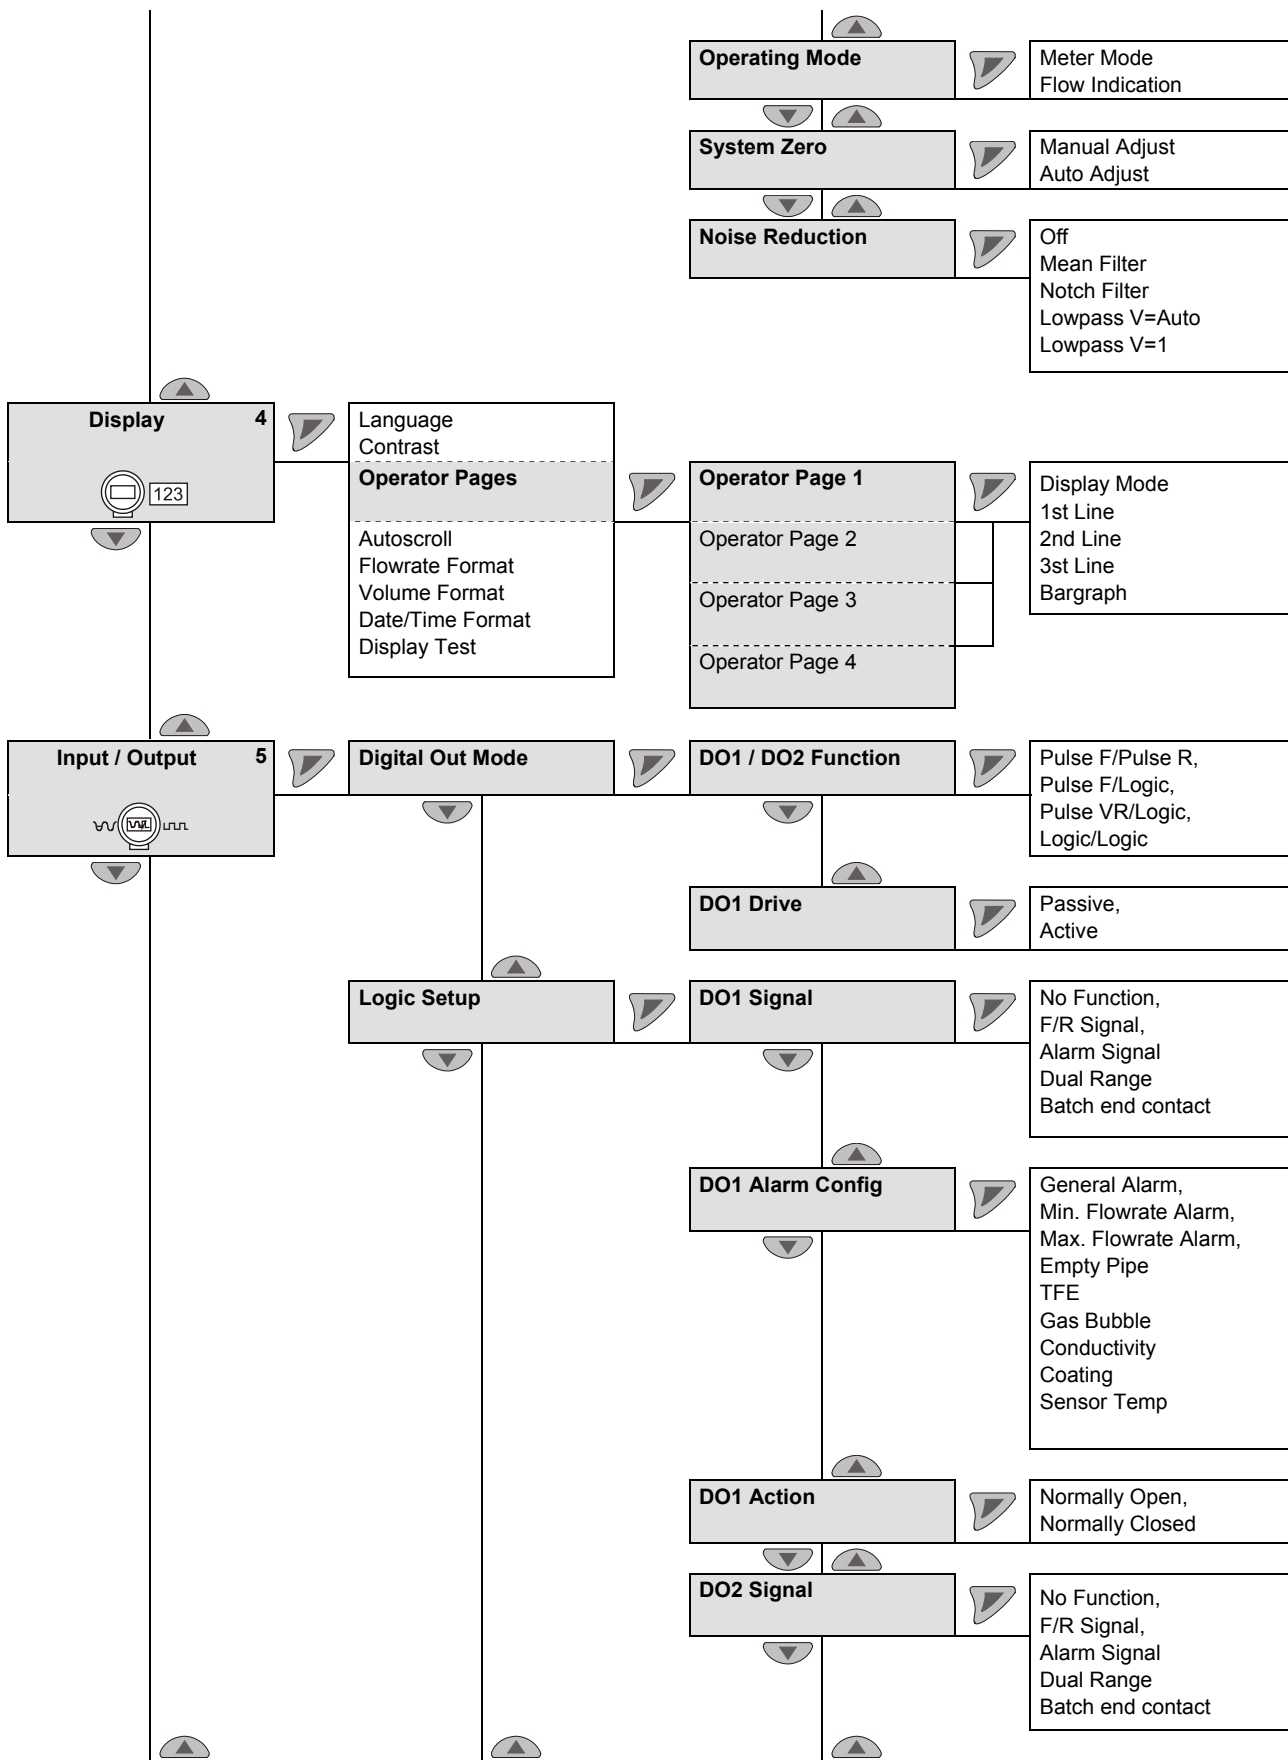 Operating Mode
Meter Mode
Flow Indication
System Zero
Manual Adjust
Auto Adjust
Noise Reduction
Off
Mean Filter
Notch Filter
Lowpass V=Auto
Lowpass V=1
Display 4
123
Language
Contrast
Operator Pages
Autoscroll
Flowrate Format
Volume Format
Date/Time Format
Display Test
Operator Page 1
Operator Page 2
Operator Page 3
Operator Page 4
Display Mode
1st Line
2nd Line
3st Line
Bargraph
Input / Output 5
Digital Out Mode
DO1 / DO2 Function
Pulse F/Pulse R,
Pulse F/Logic,
Pulse VR/Logic,
Logic/Logic
DO1 Drive
Passive,
Active
Logic Setup
DO1 Signal
No Function,
F/R Signal,
Alarm Signal
Dual Range
Batch end contact
DO1 Alarm Config
General Alarm,
Min. Flowrate Alarm,
Max. Flowrate Alarm,
Empty Pipe
TFE
Gas Bubble
Conductivity
Coating
Sensor Temp
DO1 Action
Normally Open,
Normally Closed
DO2 Signal
No Function,
F/R Signal,
Alarm Signal
Dual Range
Batch end contact